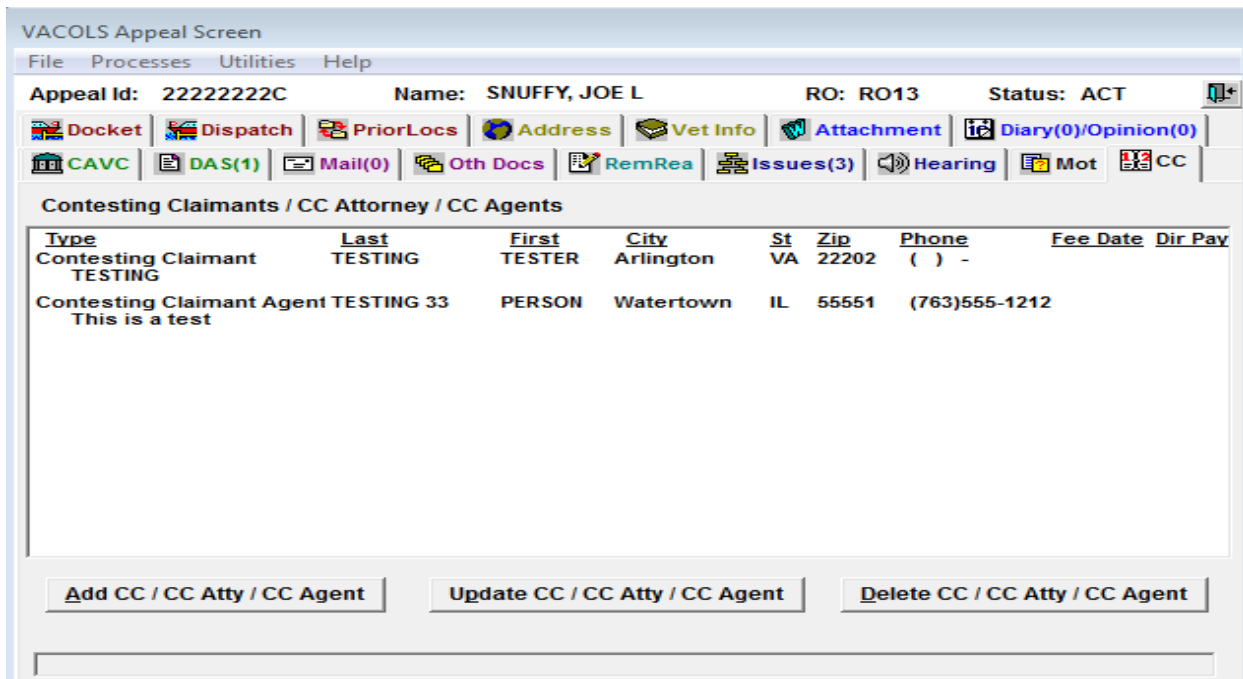 VACOLS Appeal Screen
File Processes Utilities Help
Appeal Id: 22222222C Name: SNUFFY, JOE L RO: RO13 Status: ACT
Docket Dispatch PriorLocs Address Vet Info Attachment Diary(0)/Opinion(0)
CAVC DAS(1) Mail(0) Oth Docs RemRea Issues(3) Hearing Mot CC
Contesting Claimants / CC Attorney / CC Agents
Type Last First City St Zip Phone Fee Date Dir Pay
Contesting Claimant TESTING TESTER Arlington VA 22202 ( ) -
TESTING
Contesting Claimant Agent TESTING 33 PERSON Watertown IL 55551 (763)555-1212
This is a test
Add CC / CC Atty / CC Agent Update CC / CC Atty / CC Agent Delete CC / CC Atty / CC Agent